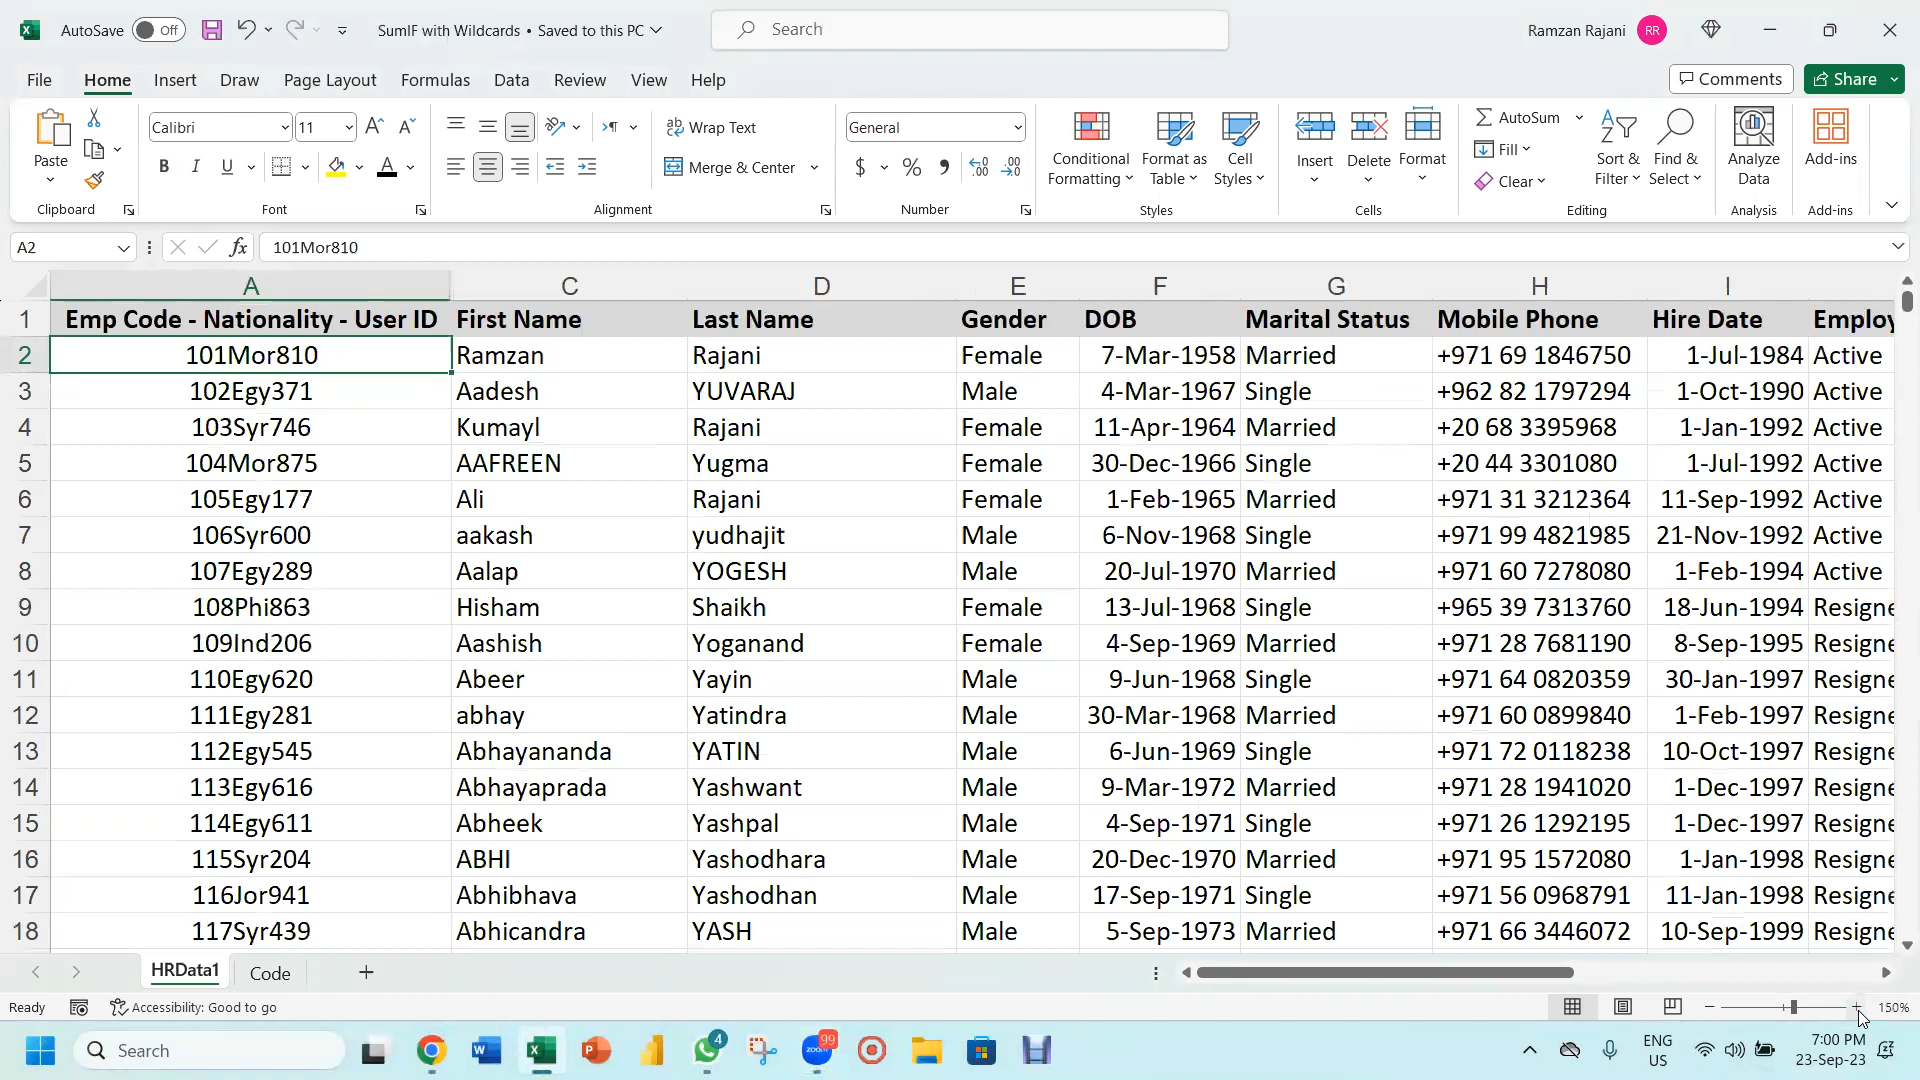 AutoSave Off SumIF with Wildcards • Saved to this PC Search Ramzan Rajani RR
File Home Insert Draw Page Layout Formulas Data Review View Help Comments Share
Paste
Clipboard
Calibri 11
B I U A
Font
Wrap Text
Merge & Center
Alignment
General
$ % ,
Number
Conditional Formatting
Format as Table
Cell Styles
Styles
Insert Delete Format
Cells
AutoSum
Fill
Clear
Sort & Filter
Find & Select
Editing
Analyze Data
Analysis
Add-ins
Add-ins
A2 fx 101Mor810
A C D E F G H I
1 Emp Code - Nationality - User ID First Name Last Name Gender DOB Marital Status Mobile Phone Hire Date Employ
2 101Mor810 Ramzan Rajani Female 7-Mar-1958 Married +971 69 1846750 1-Jul-1984 Active
3 102Egy371 Aadesh YUVARAJ Male 4-Mar-1967 Single +962 82 1797294 1-Oct-1990 Active
4 103Syr746 Kumayl Rajani Female 11-Apr-1964 Married +20 68 3395968 1-Jan-1992 Active
5 104Mor875 AAFREEN Yugma Female 30-Dec-1966 Single +20 44 3301080 1-Jul-1992 Active
6 105Egy177 Ali Rajani Female 1-Feb-1965 Married +971 31 3212364 11-Sep-1992 Active
7 106Syr600 aakash yudhajit Male 6-Nov-1968 Single +971 99 4821985 21-Nov-1992 Active
8 107Egy289 Aalap YOGESH Male 20-Jul-1970 Married +971 60 7278080 1-Feb-1994 Active
9 108Phi863 Hisham Shaikh Female 13-Jul-1968 Single +965 39 7313760 18-Jun-1994 Resigne
10 109Ind206 Aashish Yoganand Female 4-Sep-1969 Married +971 28 7681190 8-Sep-1995 Resigne
11 110Egy620 Abeer Yayin Male 9-Jun-1968 Single +971 64 0820359 30-Jan-1997 Resigne
12 111Egy281 abhay Yatindra Male 30-Mar-1968 Married +971 60 0899840 1-Feb-1997 Resigne
13 112Egy545 Abhayananda YATIN Male 6-Jun-1969 Single +971 72 0118238 10-Oct-1997 Resigne
14 113Egy616 Abhayaprada Yashwant Male 9-Mar-1972 Married +971 28 1941020 1-Dec-1997 Resigne
15 114Egy611 Abheek Yashpal Male 4-Sep-1971 Single +971 26 1292195 1-Dec-1997 Resigne
16 115Syr204 ABHI Yashodhara Male 20-Dec-1970 Married +971 95 1572080 1-Jan-1998 Resigne
17 116Jor941 Abhibhava Yashodhan Male 17-Sep-1971 Single +971 56 0968791 11-Jan-1998 Resigne
18 117Syr439 Abhicandra YASH Male 5-Sep-1973 Married +971 66 3446072 10-Sep-1999 Resigne
HRData1 Code
Ready Accessibility: Good to go 150%
Search 4 99 zoom ENG US 7:00 PM 23-Sep-23